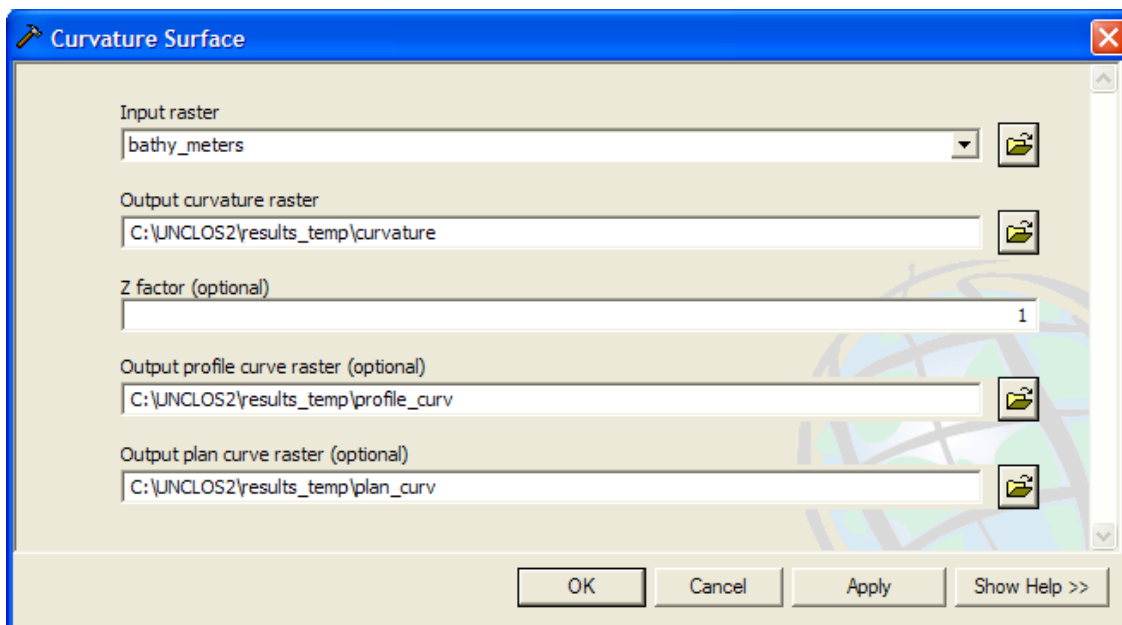 Curvature Surface
Input raster
bathy_meters
Output curvature raster
C:\UNCLOS2\results_temp\curvature
Z factor (optional)
1
Output profile curve raster (optional)
C:\UNCLOS2\results_temp\profile_curv
Output plan curve raster (optional)
C:\UNCLOS2\results_temp\plan_curv
OK Cancel Apply Show Help >>